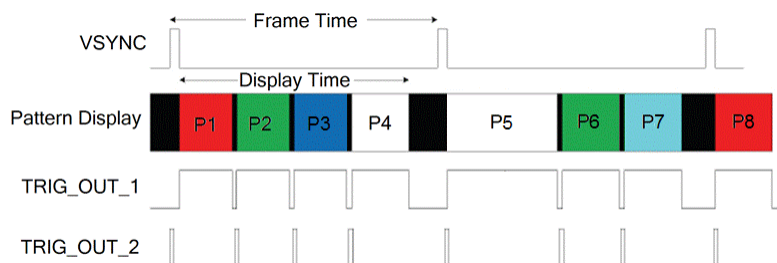 Frame Time
VSYNC
Display Time
Pattern Display
P1 P2 P3 P4 P5 P6 P7 P8
TRIG_OUT_1
TRIG_OUT_2